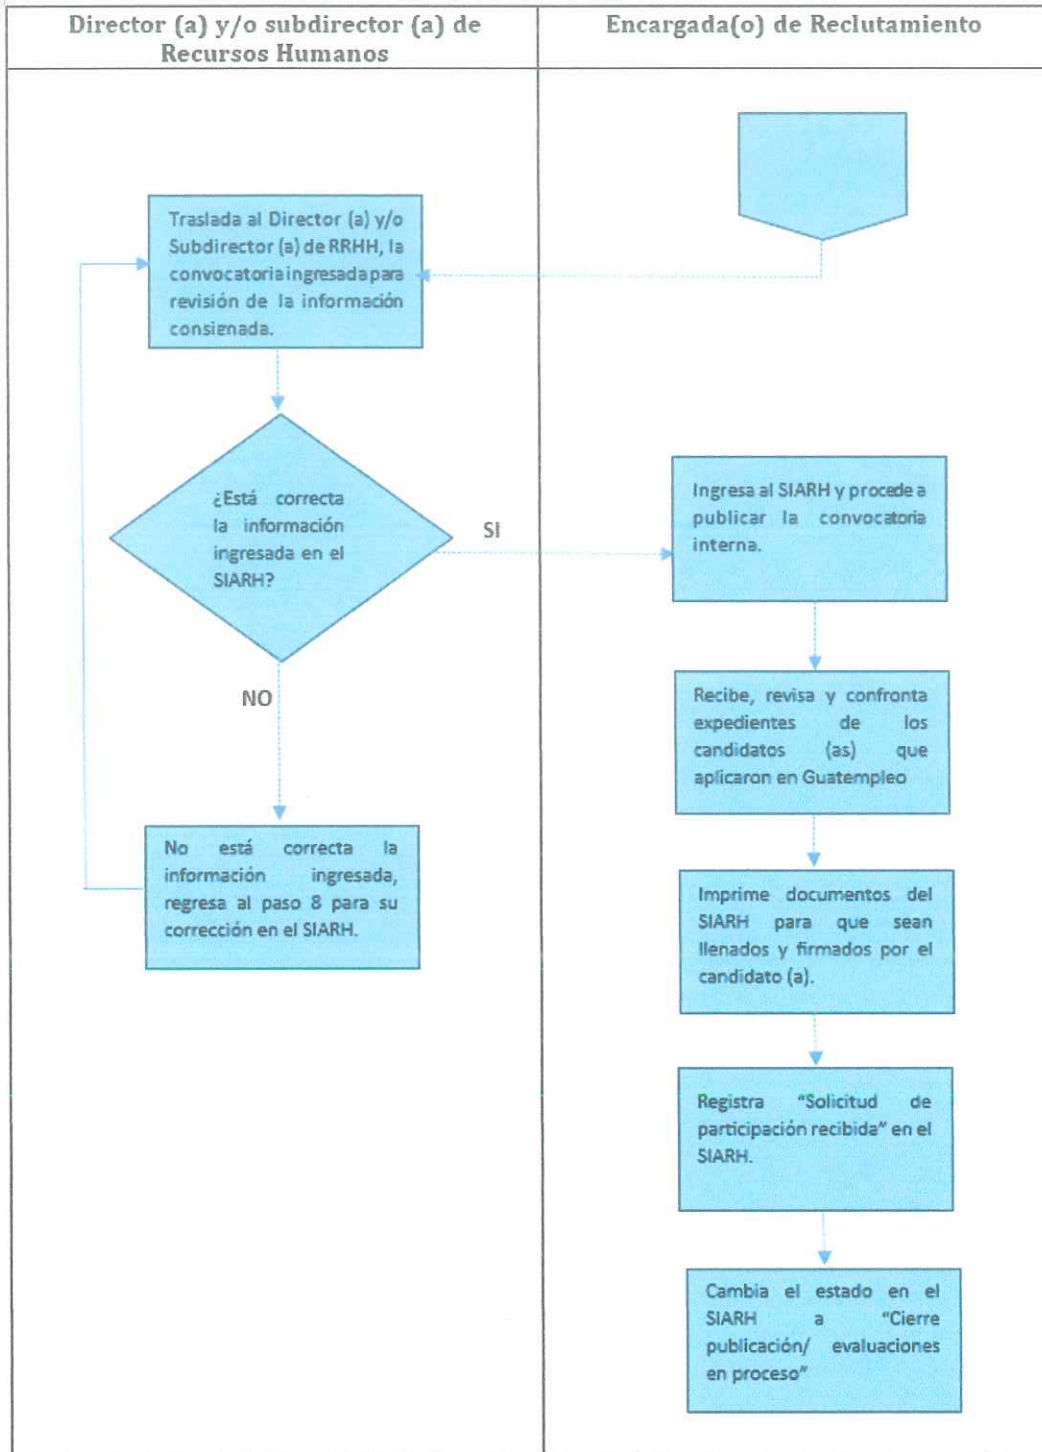 Director (a) y/o subdirector (a) de
Recursos Humanos
Encargada(o) de Reclutamiento
Traslada al Director (a) y/o
Subdirector (a) de RRHH, la
convocatoria ingresada para
revisión de la información
consignada.
¿Está correcta
la información
ingresada en el
SIARH?
SI
NO
No está correcta la
información ingresada,
regresa al paso 8 para su
corrección en el SIARH.
Ingresa al SIARH y procede a
publicar la convocatoria
interna.
Recibe, revisa y confronta
expedientes de los
candidatos (as) que
aplicaron en Guatempleo
Imprime documentos del
SIARH para que sean
llenados y firmados por el
candidato (a).
Registra “Solicitud de
participación recibida” en el
SIARH.
Cambia el estado en el
SIARH a “Cierre
publicación/ evaluaciones
en proceso”